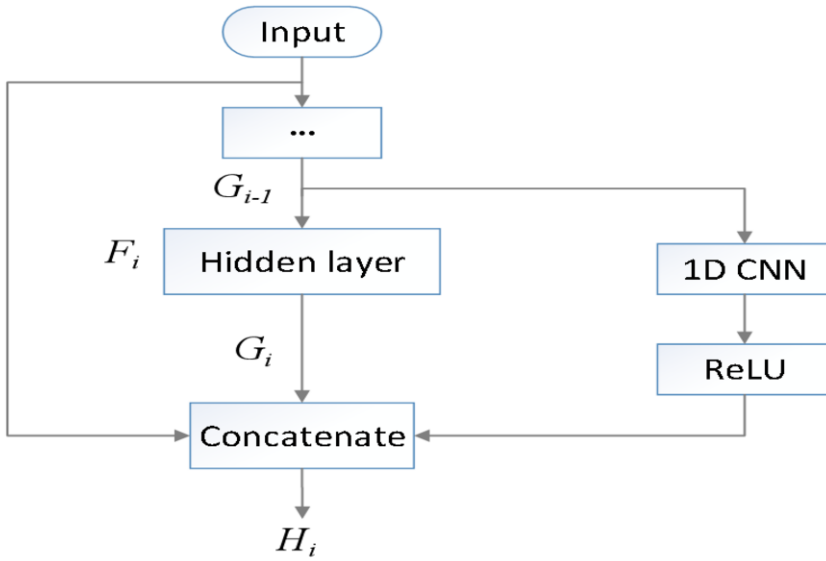 Input
...
G_{i-1}
F_i
Hidden layer
1D CNN
G_i
ReLU
Concatenate
H_i